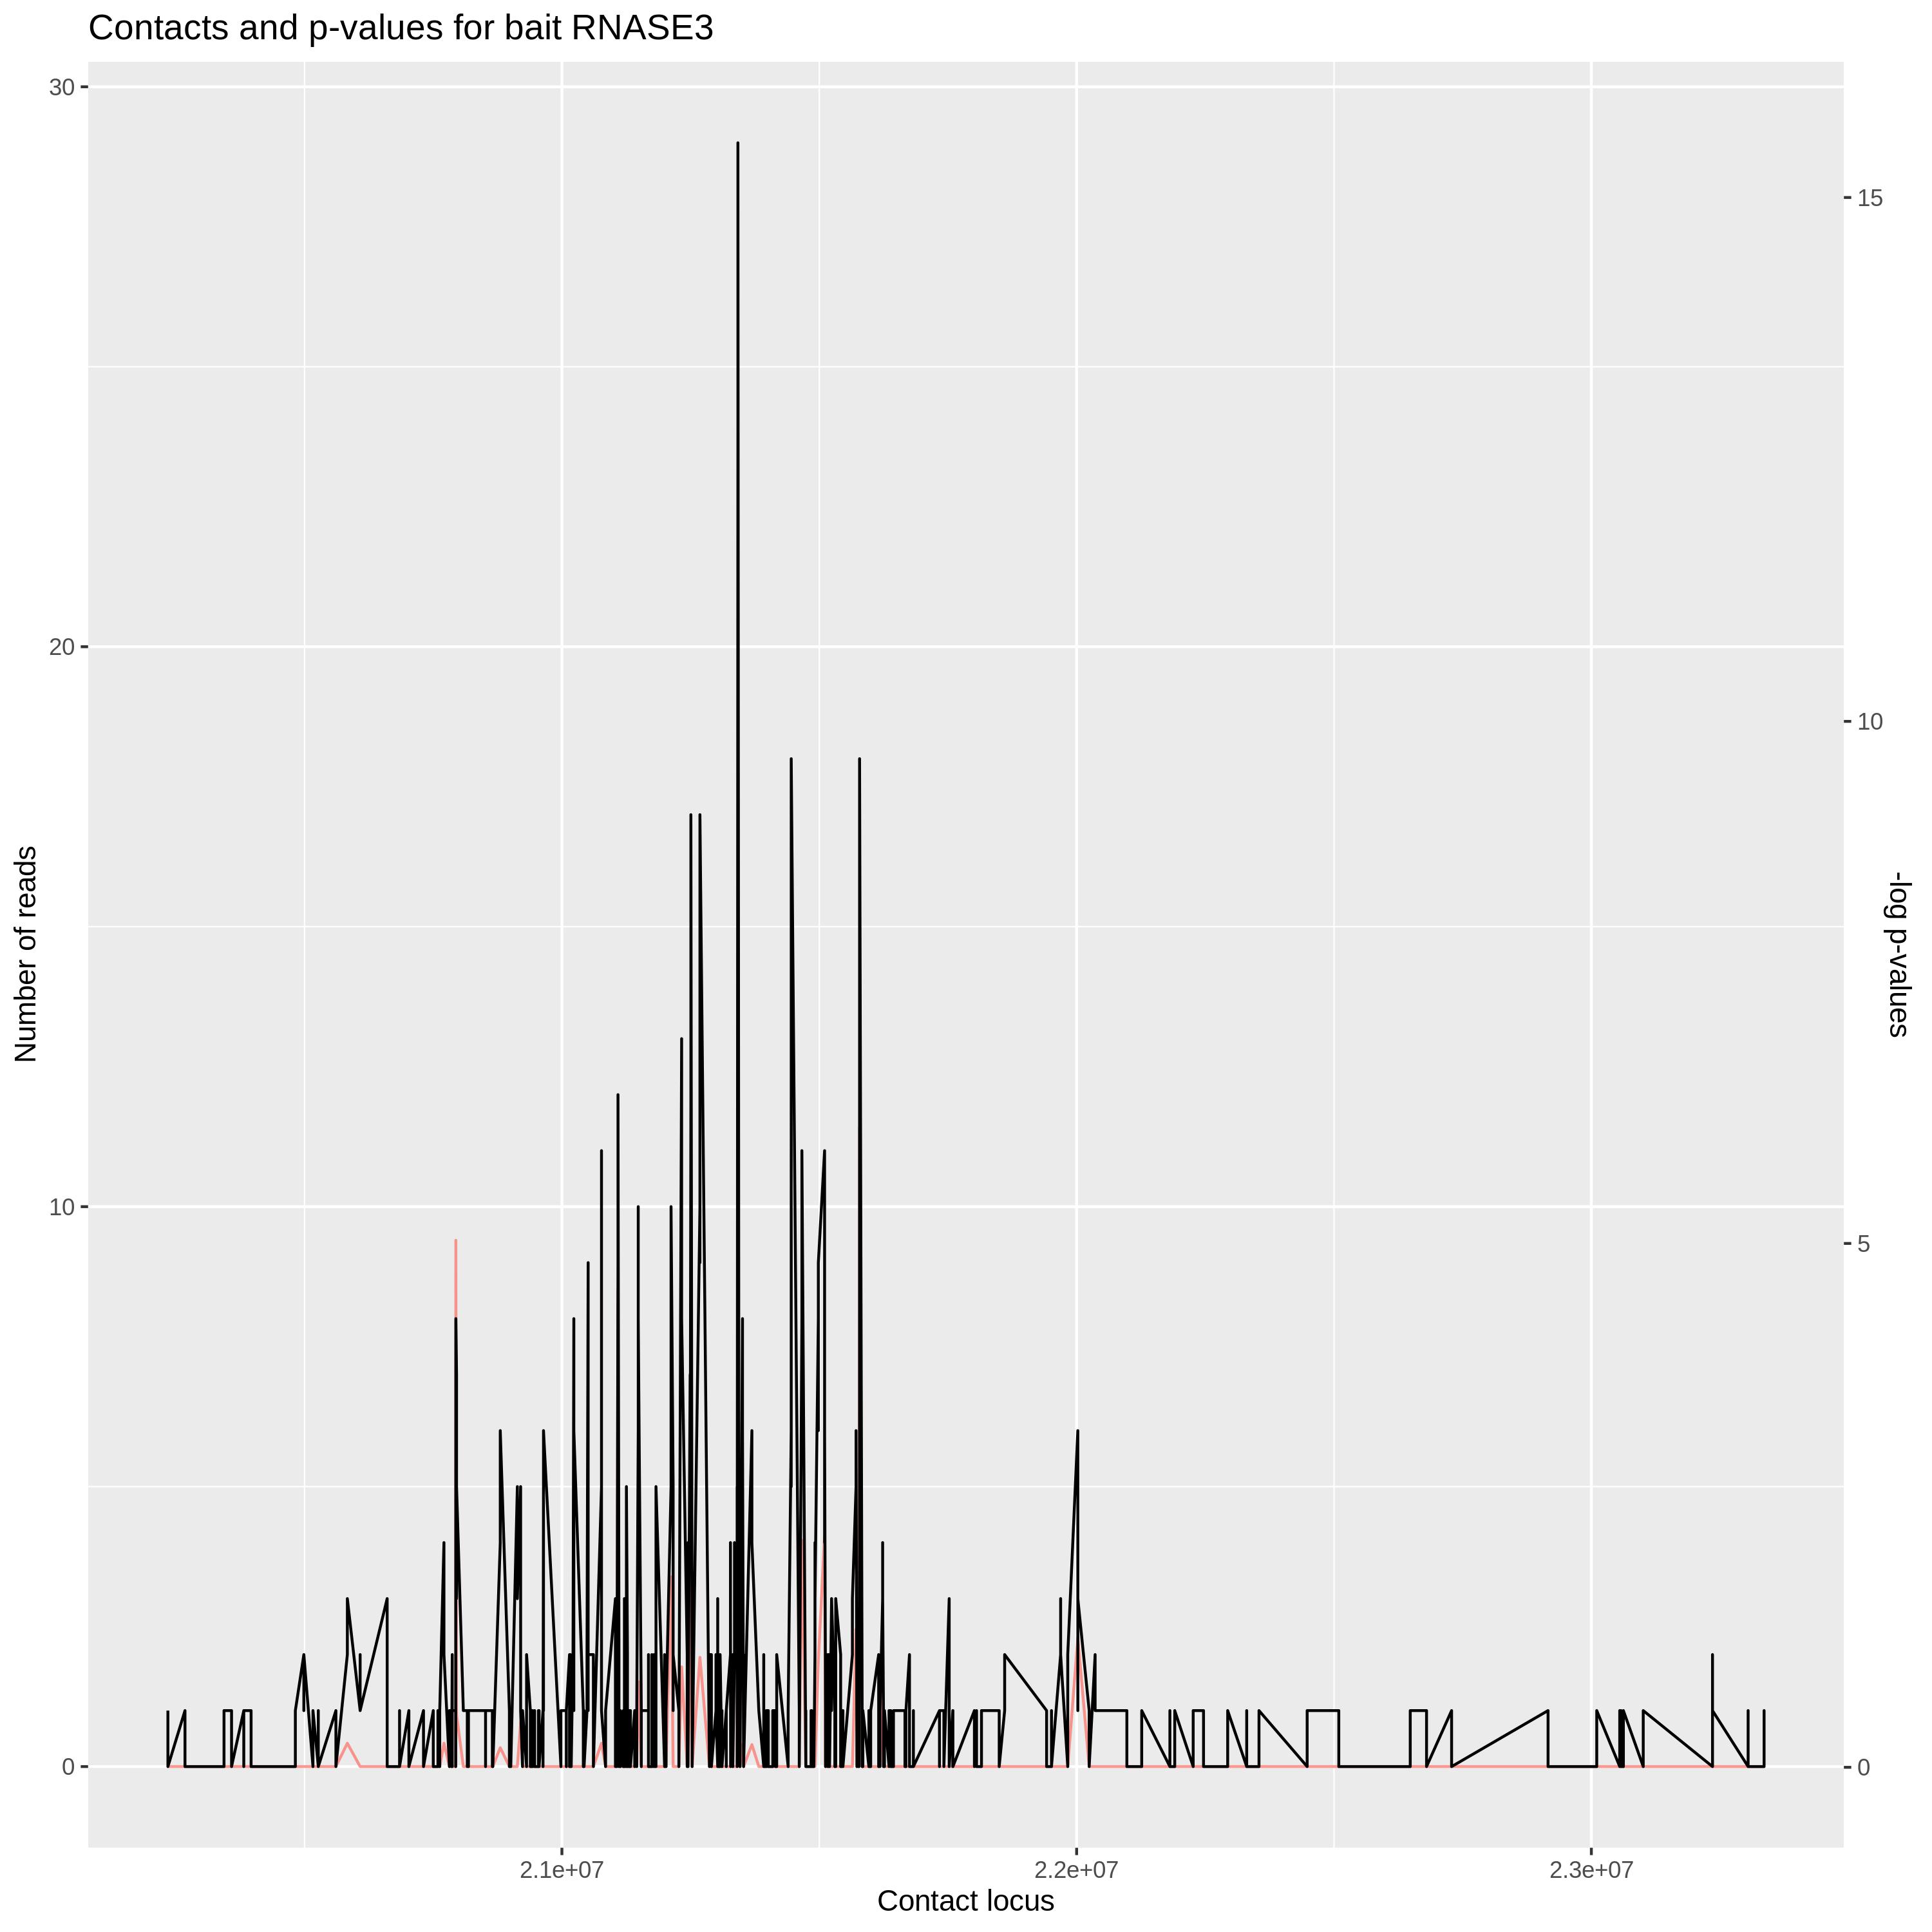 Contacts and p-values for bait RNASE3
30
20
10
0
Number of reads
15
10
5
0
-log p-values
2.1e+07 2.2e+07 2.3e+07
Contact locus